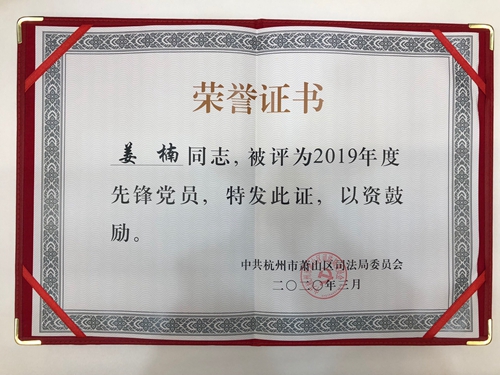 荣誉证书
姜楠同志，被评为2019年度
先锋党员，特发此证，以资鼓
励。
中共杭州市萧山区司法局委员会
二〇二〇年三月